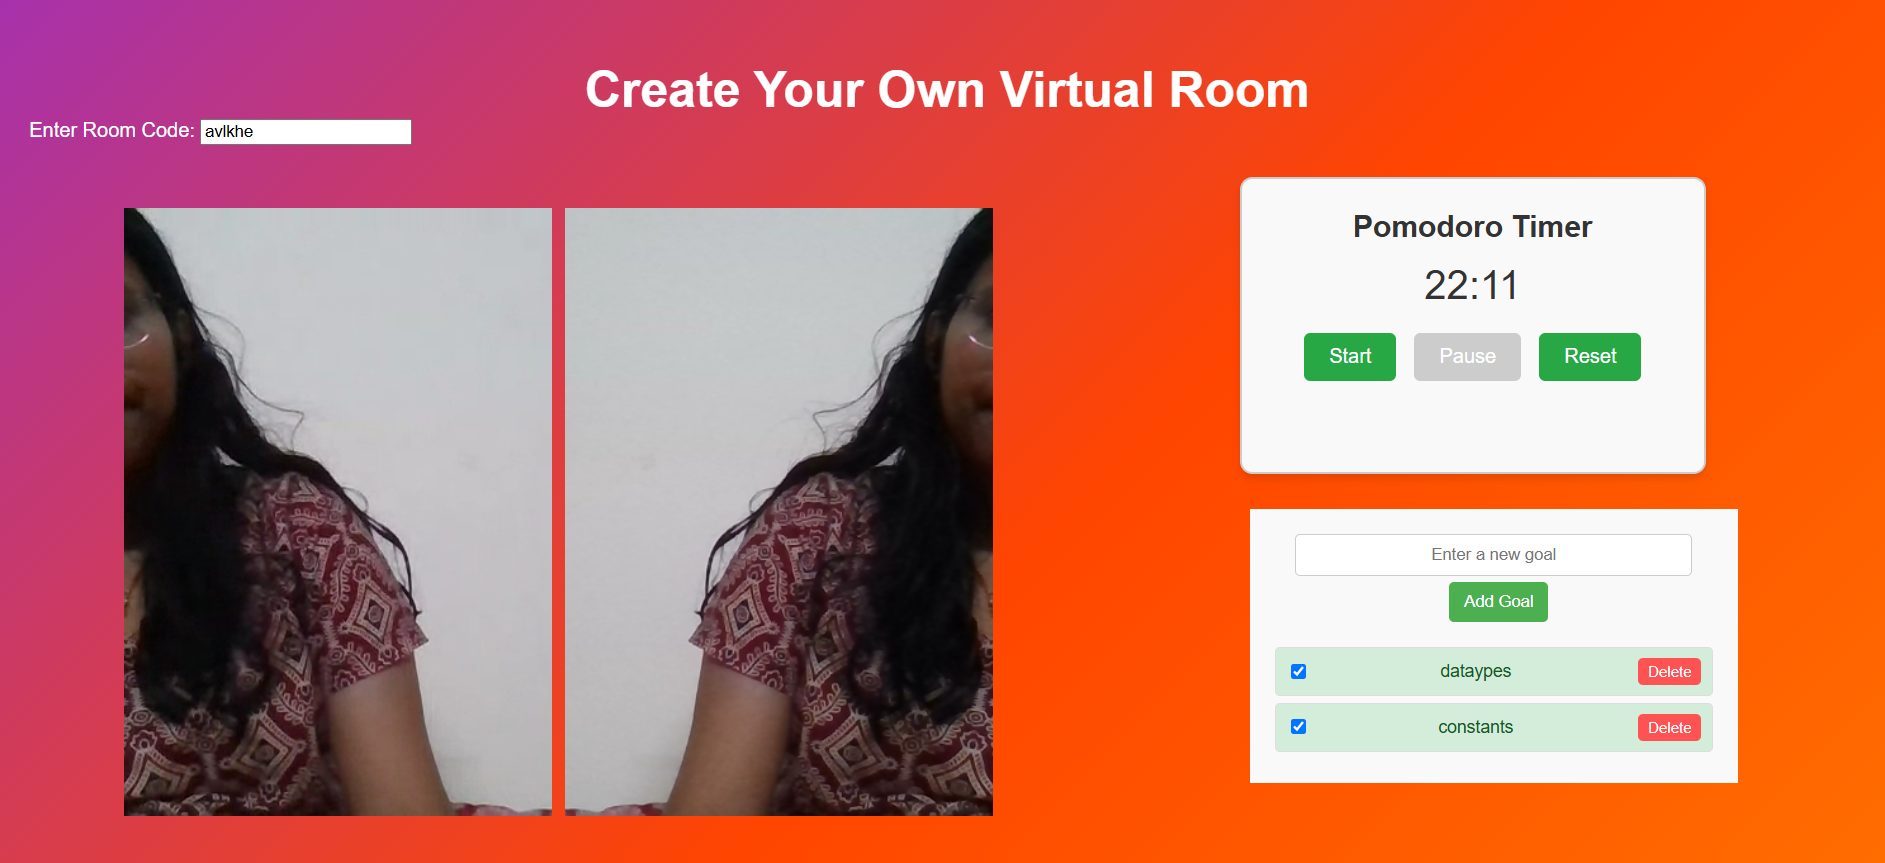 Create Your Own Virtual Room
Enter Room Code: avlkhe
Pomodoro Timer
22:11
Start Pause Reset
Enter a new goal
Add Goal
dataypes Delete
constants Delete